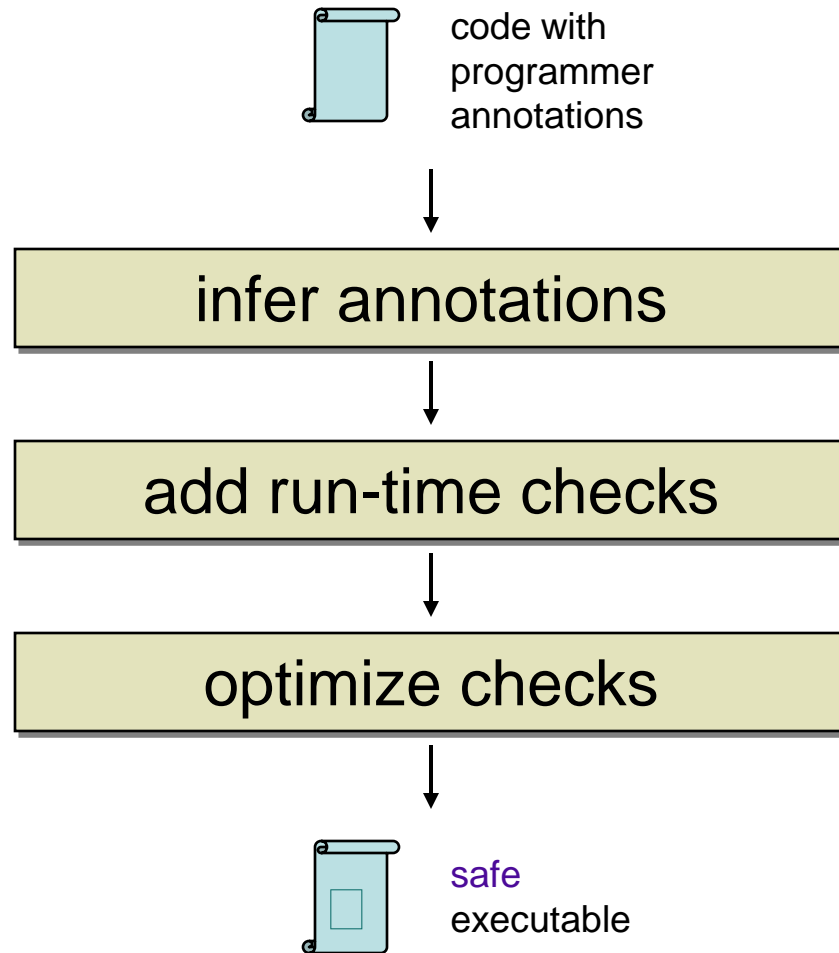 code with
programmer
annotations
infer annotations
add run-time checks
optimize checks
safe
executable